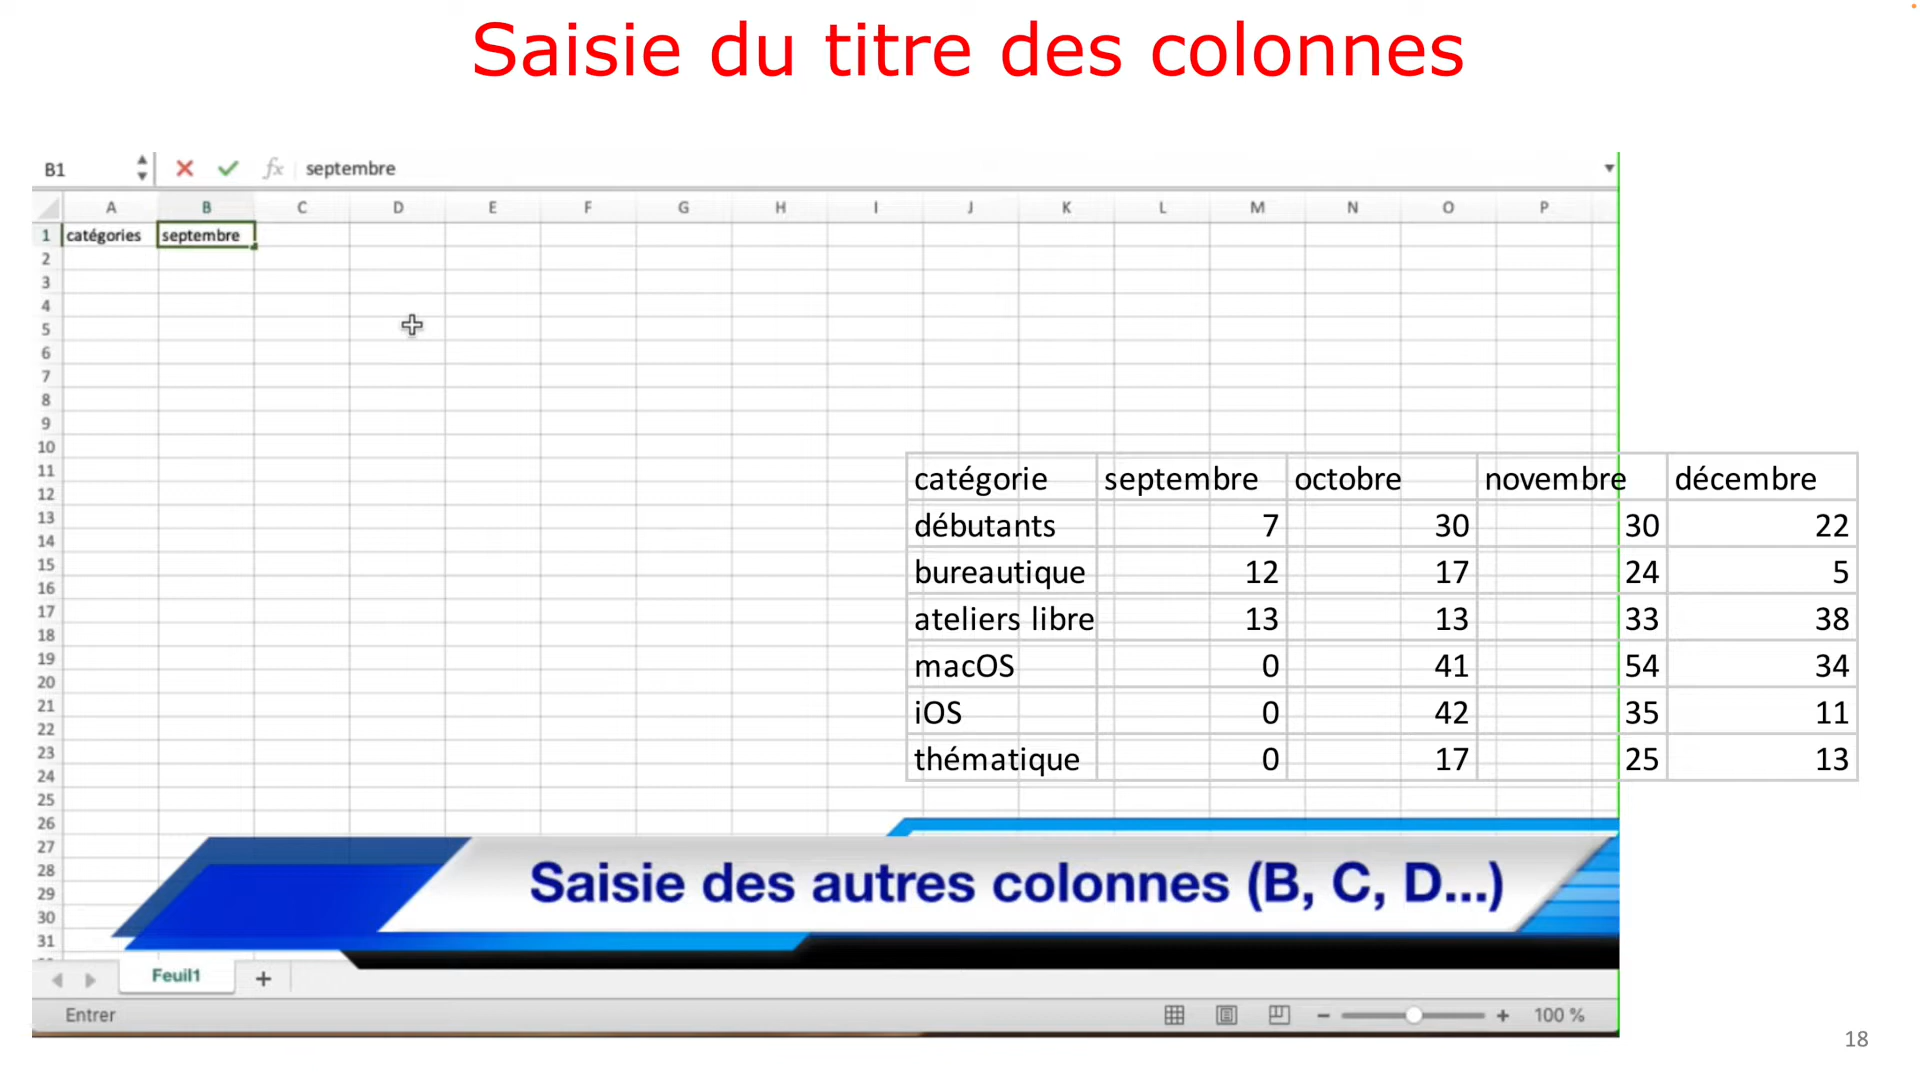 Saisie du titre des colonnes
B1 fx septembre
A B C D E F G H I J K L M N O P
1 catégories septembre
2
3
4
5
6
7
8
9
10
11
12
13
14
15
16
17
18
19
20
21
22
23
24
25
26
27
28
29
30
31
catégorie septembre octobre novembre décembre
débutants 7 30 30 22
bureautique 12 17 24 5
ateliers libre 13 13 33 38
macOS 0 41 54 34
iOS 0 42 35 11
thématique 0 17 25 13
Saisie des autres colonnes (B, C, D...)
Feuil1 +
Entrer − + 100 %
18